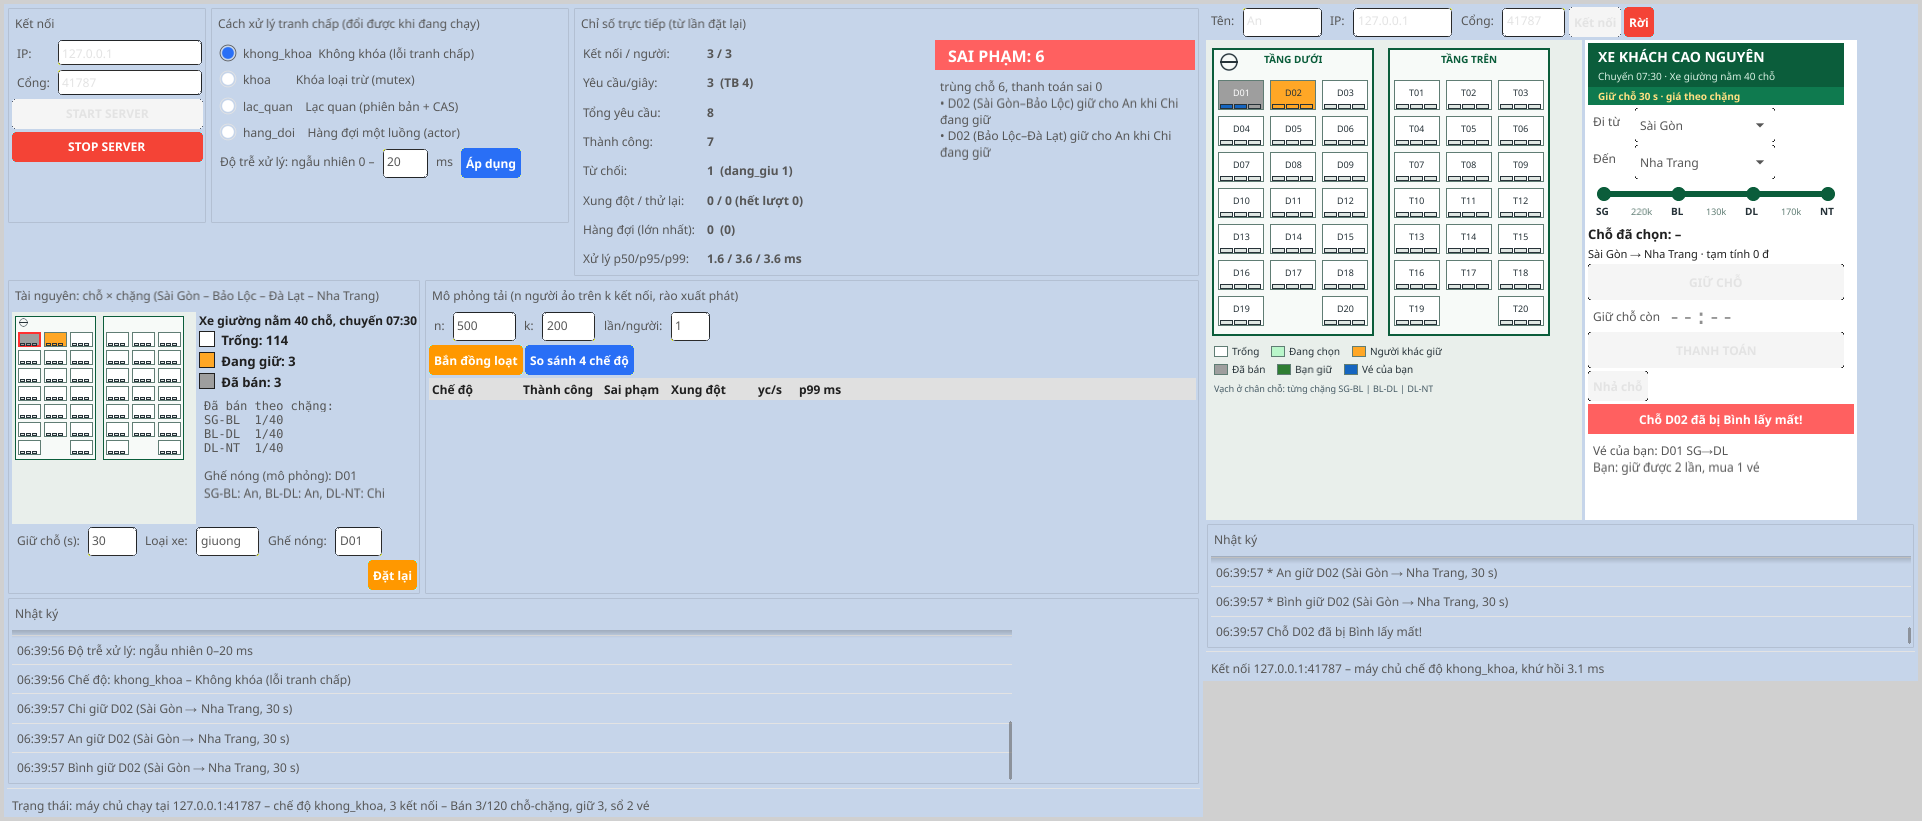 Kết nối
IP: 127.0.0.1
Cổng: 41787
START SERVER
STOP SERVER
Cách xử lý tranh chấp (đổi được khi đang chạy)
khong_khoa Không khóa (lỗi tranh chấp)
khoa Khóa loại trừ (mutex)
lac_quan Lạc quan (phiên bản + CAS)
hang_doi Hàng đợi một luồng (actor)
Độ trễ xử lý: ngẫu nhiên 0 – 20 ms Áp dụng
Chỉ số trực tiếp (từ lần đặt lại)
Kết nối / người: 3 / 3
Yêu cầu/giây: 3 (TB 4)
Tổng yêu cầu: 8
Thành công: 7
Từ chối: 1 (dang_giu 1)
Xung đột / thử lại: 0 / 0 (hết lượt 0)
Hàng đợi (lớn nhất): 0 (0)
Xử lý p50/p95/p99: 1.6 / 3.6 / 3.6 ms
SAI PHẠM: 6
trùng chỗ 6, thanh toán sai 0
• D02 (Sài Gòn–Bảo Lộc) giữ cho An khi Chi
đang giữ
• D02 (Bảo Lộc–Đà Lạt) giữ cho An khi Chi
đang giữ
Tài nguyên: chỗ × chặng (Sài Gòn – Bảo Lộc – Đà Lạt – Nha Trang)
Xe giường nằm 40 chỗ, chuyến 07:30
Trống: 114
Đang giữ: 3
Đã bán: 3
Đã bán theo chặng:
SG-BL 1/40
BL-DL 1/40
DL-NT 1/40
Ghế nóng (mô phỏng): D01
SG-BL: An, BL-DL: An, DL-NT: Chi
Giữ chỗ (s): 30 Loại xe: giuong Ghế nóng: D01
Đặt lại
Mô phỏng tải (n người ảo trên k kết nối, rào xuất phát)
n: 500 k: 200 lần/người: 1
Bắn đồng loạt So sánh 4 chế độ
Chế độ Thành công Sai phạm Xung đột yc/s p99 ms
Nhật ký
06:39:56 Độ trễ xử lý: ngẫu nhiên 0–20 ms
06:39:56 Chế độ: khong_khoa – Không khóa (lỗi tranh chấp)
06:39:57 Chi giữ D02 (Sài Gòn → Nha Trang, 30 s)
06:39:57 An giữ D02 (Sài Gòn → Nha Trang, 30 s)
06:39:57 Bình giữ D02 (Sài Gòn → Nha Trang, 30 s)
Trạng thái: máy chủ chạy tại 127.0.0.1:41787 – chế độ khong_khoa, 3 kết nối – Bán 3/120 chỗ-chặng, giữ 3, sổ 2 vé
Tên: An IP: 127.0.0.1 Cổng: 41787 Kết nối Rời
TẦNG DƯỚI TẦNG TRÊN
D01 D02 D03 T01 T02 T03
D04 D05 D06 T04 T05 T06
D07 D08 D09 T07 T08 T09
D10 D11 D12 T10 T11 T12
D13 D14 D15 T13 T14 T15
D16 D17 D18 T16 T17 T18
D19 D20 T19 T20
Trống Đang chọn Người khác giữ
Đã bán Bạn giữ Vé của bạn
Vạch ở chân chỗ: từng chặng SG-BL | BL-DL | DL-NT
XE KHÁCH CAO NGUYÊN
Chuyến 07:30 · Xe giường nằm 40 chỗ
Giữ chỗ 30 s · giá theo chặng
Đi từ Sài Gòn
Đến Nha Trang
SG 220k BL 130k DL 170k NT
Chỗ đã chọn: –
Sài Gòn → Nha Trang · tạm tính 0 đ
GIỮ CHỖ
Giữ chỗ còn --:--
THANH TOÁN
Nhả chỗ
Chỗ D02 đã bị Bình lấy mất!
Vé của bạn: D01 SG→DL
Bạn: giữ được 2 lần, mua 1 vé
Nhật ký
06:39:57 * An giữ D02 (Sài Gòn → Nha Trang, 30 s)
06:39:57 * Bình giữ D02 (Sài Gòn → Nha Trang, 30 s)
06:39:57 Chỗ D02 đã bị Bình lấy mất!
Kết nối 127.0.0.1:41787 – máy chủ chế độ khong_khoa, khứ hồi 3.1 ms